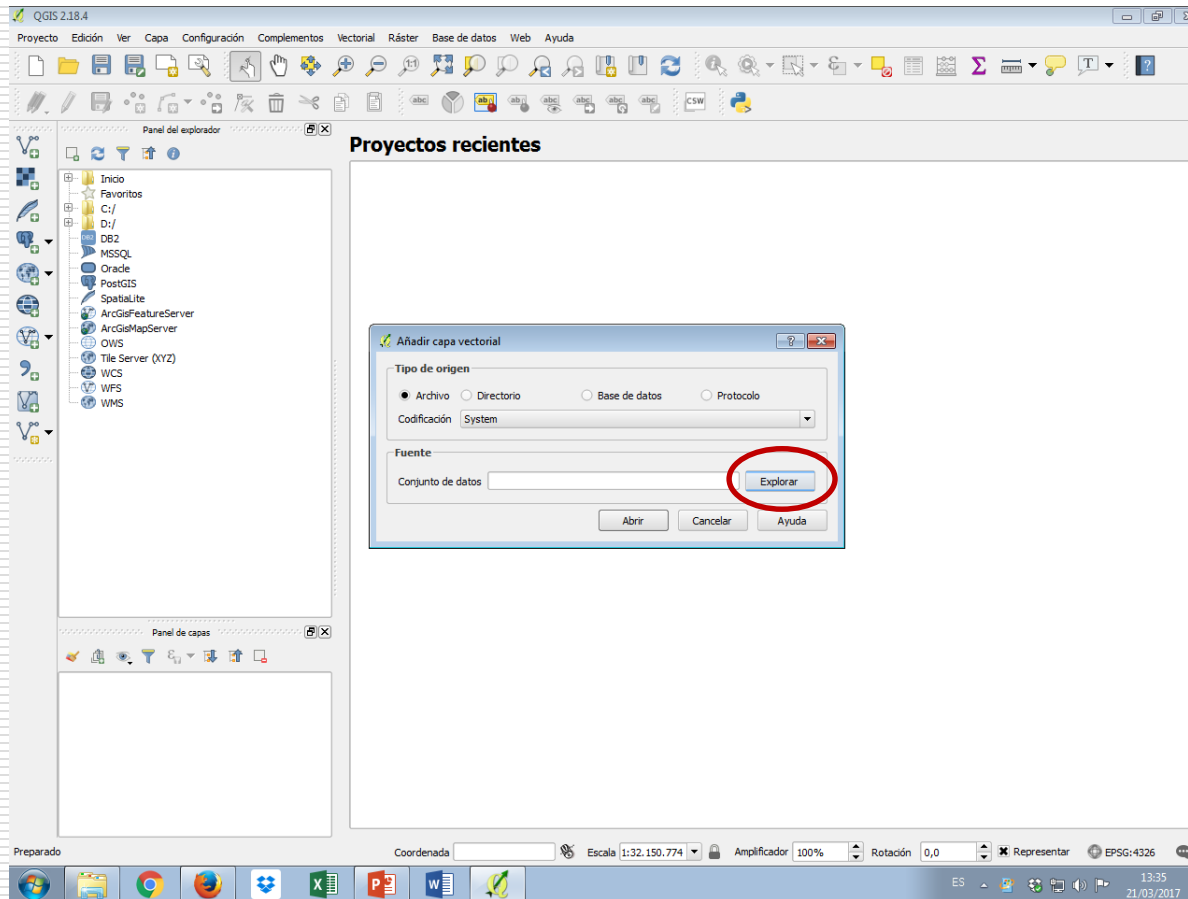 QGIS 2.18.4
Proyecto Edición Ver Capa Configuración Complementos Vectorial Ráster Base de datos Web Ayuda
Panel del explorador
Proyectos recientes
Inicio
Favoritos
C:/
D:/
DB2
MSSQL
Oracle
PostGIS
SpatiaLite
ArcGisFeatureServer
ArcGisMapServer
OWS
Tile Server (XYZ)
WCS
WFS
WMS
Añadir capa vectorial
Tipo de origen
Archivo Directorio Base de datos Protocolo
Codificación System
Fuente
Conjunto de datos Explorar
Abrir Cancelar Ayuda
Panel de capas
Preparado Coordenada Escala 1:32.150.774 Amplificador 100% Rotación 0,0 Representar EPSG:4326
ES 13:35
21/03/2017